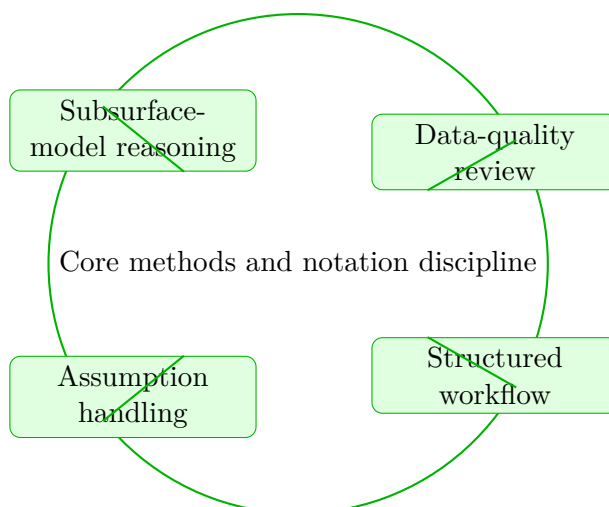 Subsurface-
model reasoning
Data-quality
review
Core methods and notation discipline
Assumption
handling
Structured
workflow